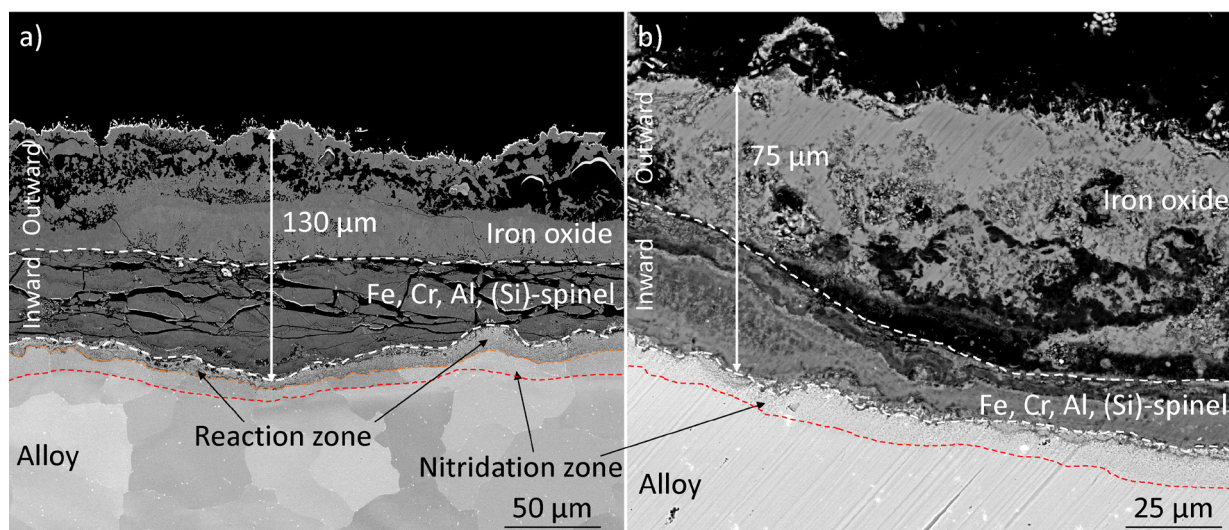 a)
Outward
Inward
130 µm
Iron oxide
Fe, Cr, Al, (Si)-spinel
Reaction zone
Alloy
Nitridation zone
50 µm
b)
Outward
Inward
75 µm
Iron oxide
Fe, Cr, Al, (Si)-spinel
Alloy
25 µm